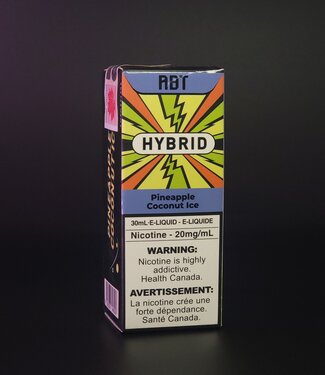 RBT
HYBRID
Pineapple
Coconut Ice
30mL·E-LIQUID - E-LIQUIDE
Nicotine - 20mg/mL
WARNING:
Nicotine is highly
addictive.
Health Canada.
AVERTISSEMENT:
La nicotine crée une
forte dépendance.
Santé Canada.